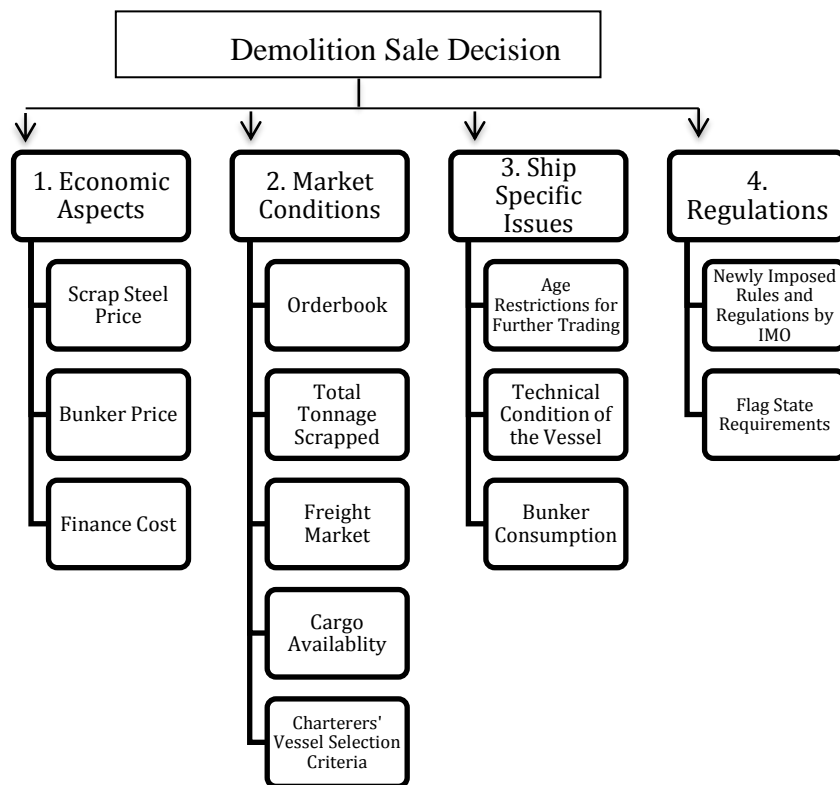 Demolition Sale Decision
1. Economic
Aspects
Scrap Steel
Price
Bunker Price
Finance Cost
2. Market
Conditions
Orderbook
Total
Tonnage
Scrapped
Freight
Market
Cargo
Availablity
Charterers'
Vessel Selection
Criteria
3. Ship
Specific
Issues
Age
Restrictions for
Further Trading
Technical
Condition of
the Vessel
Bunker
Consumption
4.
Regulations
Newly Imposed
Rules and
Regulations by
IMO
Flag State
Requirements